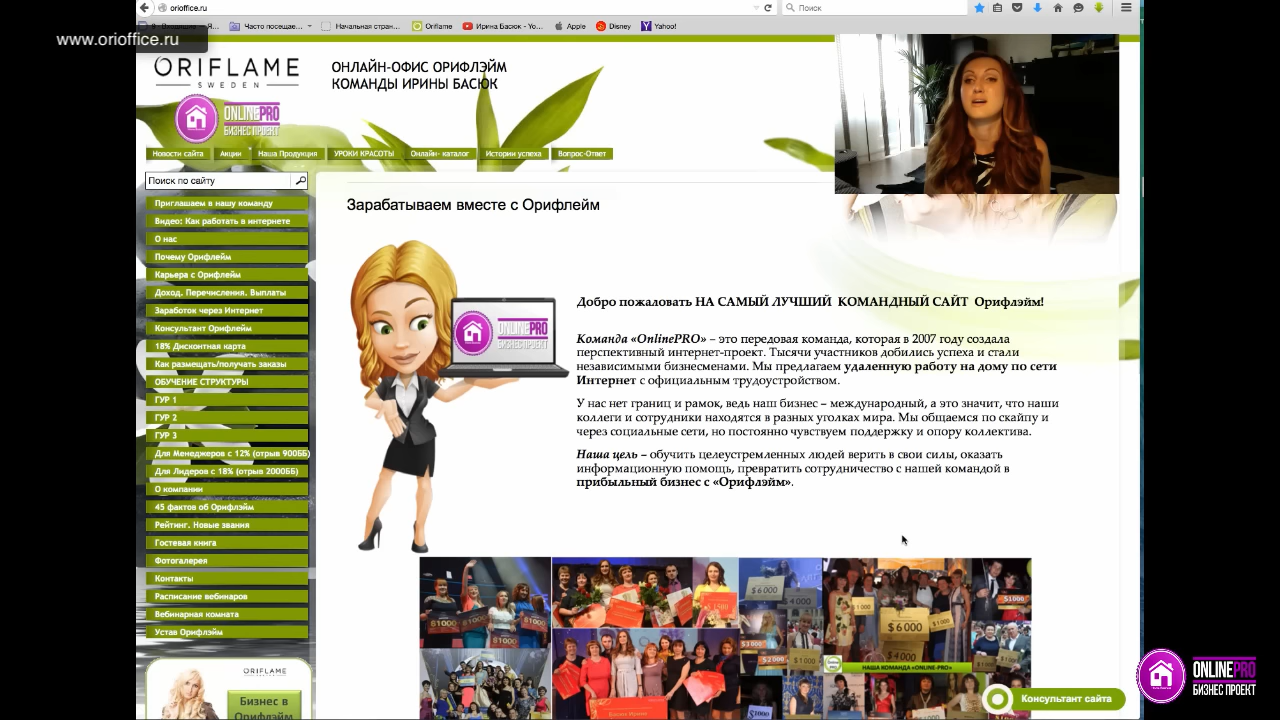 orioffice.ru
Поиск
Часто посещае...
Начальная стран...
Oriflame
Ирина Басюк - Yo...
Apple
Disney
Yahoo!
www.orioffice.ru
ORIFLAME
SWEDEN
ОНЛАЙН-ОФИС ОРИФЛЭЙМ
КОМАНДЫ ИРИНЫ БАСЮК
ONLINEPRO
БИЗНЕС ПРОЕКТ
Новости сайта
Акции
Наша Продукция
УРОКИ КРАСОТЫ
Онлайн- каталог
Истории успеха
Вопрос-Ответ
Поиск по сайту
Приглашаем в нашу команду
Видео: Как работать в интернете
О нас
Почему Орифлейм
Карьера с Орифлейм
Доход. Перечисления. Выплаты
Заработок через Интернет
Консультант Орифлейм
18% Дисконтная карта
Как размещать/получать заказы
ОБУЧЕНИЕ СТРУКТУРЫ
ГУР 1
ГУР 2
ГУР 3
Для Менеджеров с 12% (отрыв 900ББ)
Для Лидеров с 18% (отрыв 2000ББ)
О компании
45 фактов об Орифлэйм
Рейтинг. Новые звания
Гостевая книга
Фотогалерея
Контакты
Расписание вебинаров
Вебинарная комната
Устав Орифлэйм
ORIFLAME
Бизнес в
Орифлэйм
Зарабатываем вместе с Орифлейм
ONLINEPRO
БИЗНЕС ПРОЕКТ
Добро пожаловать НА САМЫЙ ЛУЧШИЙ КОМАНДНЫЙ САЙТ Орифлэйм!
Команда «OnlinePRO» – это передовая команда, которая в 2007 году создала
перспективный интернет-проект. Тысячи участников добились успеха и стали
независимыми бизнесменами. Мы предлагаем удаленную работу на дому по сети
Интернет с официальным трудоустройством.
У нас нет границ и рамок, ведь наш бизнес – международный, а это значит, что наши
коллеги и сотрудники находятся в разных уголках мира. Мы общаемся по скайпу и
через социальные сети, но постоянно чувствуем поддержку и опору коллектива.
Наша цель – обучить целеустремленных людей верить в свои силы, оказать
информационную помощь, превратить сотрудничество с нашей командой в
прибыльный бизнес с «Орифлэйм».
$1000
$ 6000
$ 6000
$ 4000
$1000
НАША КОМАНДА «ONLINE-PRO»
Консультант сайта
ONLINEPRO
БИЗНЕС ПРОЕКТ